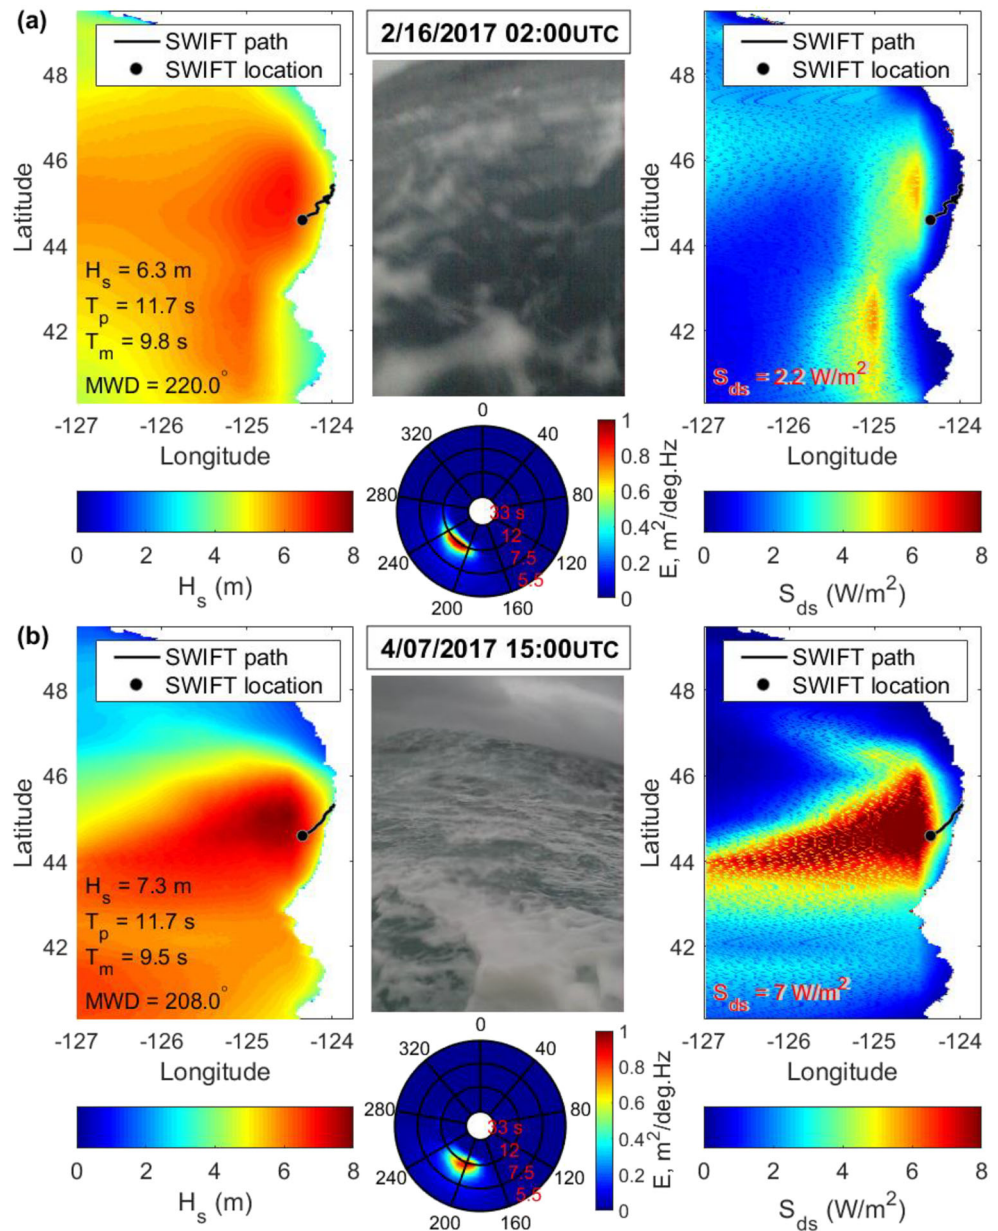 (a)
SWIFT path
SWIFT location
2/16/2017 02:00UTC
SWIFT path
SWIFT location
Latitude
48
46
44
42
H_s = 6.3 m
T_p = 11.7 s
T_m = 9.8 s
MWD = 220.0°
-127 -126 -125 -124
Longitude
0 2 4 6 8
H_s (m)
0
40
80
120
160
200
240
280
320
33 s
12
7.5
5.5
1
0.8
0.6
0.4
0.2
0
E, m²/deg.Hz
Latitude
48
46
44
42
S_ds = 2.2 W/m²
-127 -126 -125 -124
Longitude
0 2 4 6 8
S_ds (W/m²)
(b)
SWIFT path
SWIFT location
4/07/2017 15:00UTC
SWIFT path
SWIFT location
Latitude
48
46
44
42
H_s = 7.3 m
T_p = 11.7 s
T_m = 9.5 s
MWD = 208.0°
-127 -126 -125 -124
Longitude
0 2 4 6 8
H_s (m)
0
40
80
120
160
200
240
280
320
33 s
12
7.5
5.5
1
0.8
0.6
0.4
0.2
0
E, m²/deg.Hz
Latitude
48
46
44
42
S_ds = 7 W/m²
-127 -126 -125 -124
Longitude
0 2 4 6 8
S_ds (W/m²)